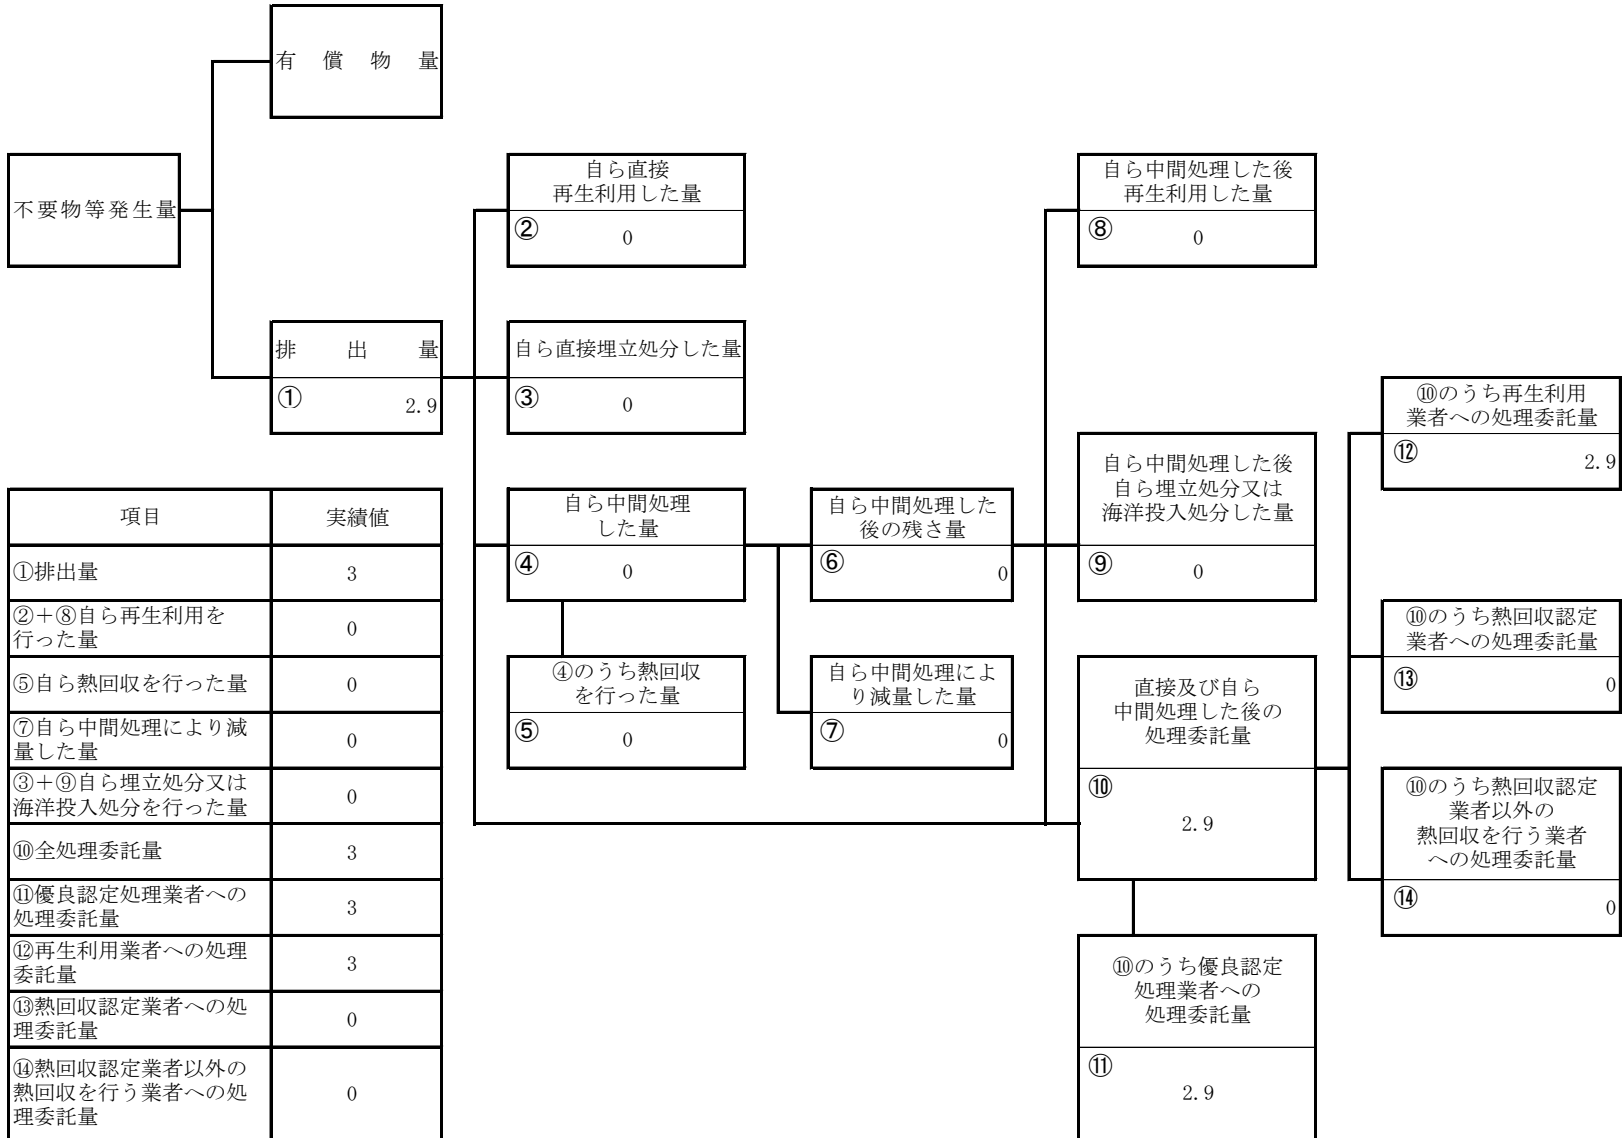 有償物量
不要物等発生量
排出量
① 2.9
自ら直接
再生利用した量
② 0
自ら直接埋立処分した量
③ 0
自ら中間処理
した量
④ 0
④のうち熱回収
を行った量
⑤ 0
自ら中間処理した
後の残さ量
⑥ 0
自ら中間処理によ
り減量した量
⑦ 0
自ら中間処理した後
再生利用した量
⑧ 0
自ら中間処理した後
自ら埋立処分又は
海洋投入処分した量
⑨ 0
直接及び自ら
中間処理した後の
処理委託量
⑩
2.9
⑩のうち優良認定
処理業者への
処理委託量
⑪
2.9
⑩のうち再生利用
業者への処理委託量
⑫ 2.9
⑩のうち熱回収認定
業者への処理委託量
⑬ 0
⑩のうち熱回収認定
業者以外の
熱回収を行う業者
への処理委託量
⑭ 0
項目 実績値
①排出量 3
②＋⑧自ら再生利用を
行った量 0
⑤自ら熱回収を行った量 0
⑦自ら中間処理により減
量した量 0
③＋⑨自ら埋立処分又は
海洋投入処分を行った量 0
⑩全処理委託量 3
⑪優良認定処理業者への
処理委託量 3
⑫再生利用業者への処理
委託量 3
⑬熱回収認定業者への処
理委託量 0
⑭熱回収認定業者以外の
熱回収を行う業者への処
理委託量 0